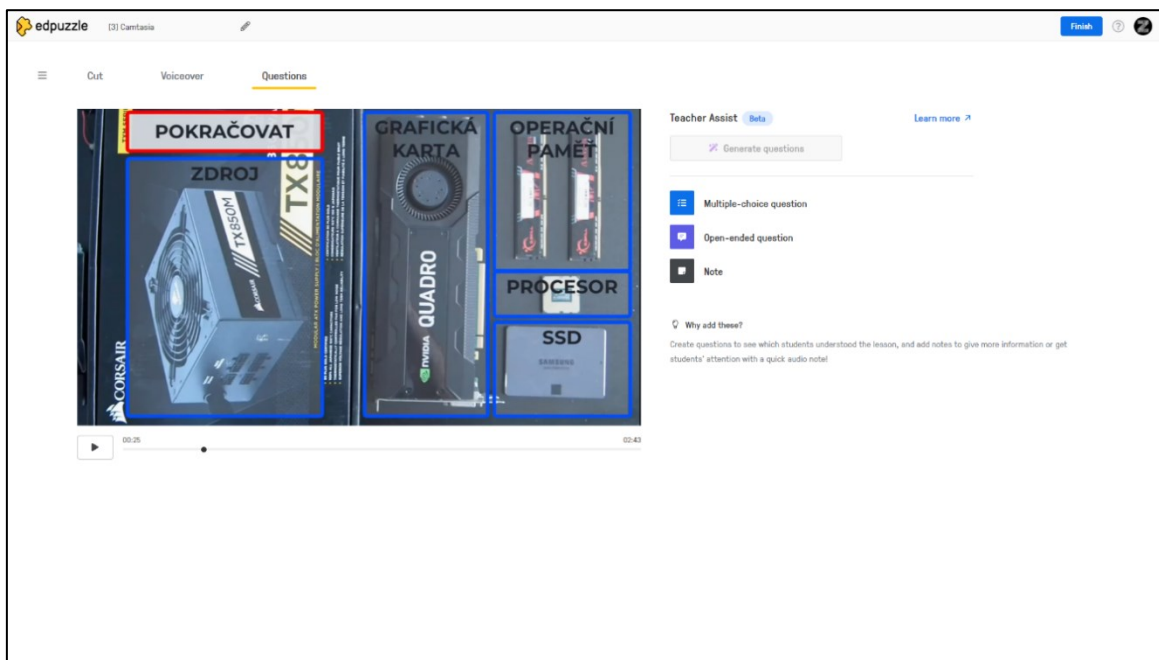 edpuzzle
[3] Camtasia
Finish
Cut
Voiceover
Questions
POKRAČOVAT
ZDROJ
TX850M
CORSAIR
TX850M
CORSAIR
GRAFICKÁ
KARTA
NVIDIA QUADRO
OPERAČNÍ
PAMĚŤ
PROCESOR
SSD
SAMSUNG
00:25
02:43
Teacher Assist
Beta
Learn more
Generate questions
Multiple-choice question
Open-ended question
Note
Why add these?
Create questions to see which students understood the lesson, and add notes to give more information or get
students' attention with a quick audio note!